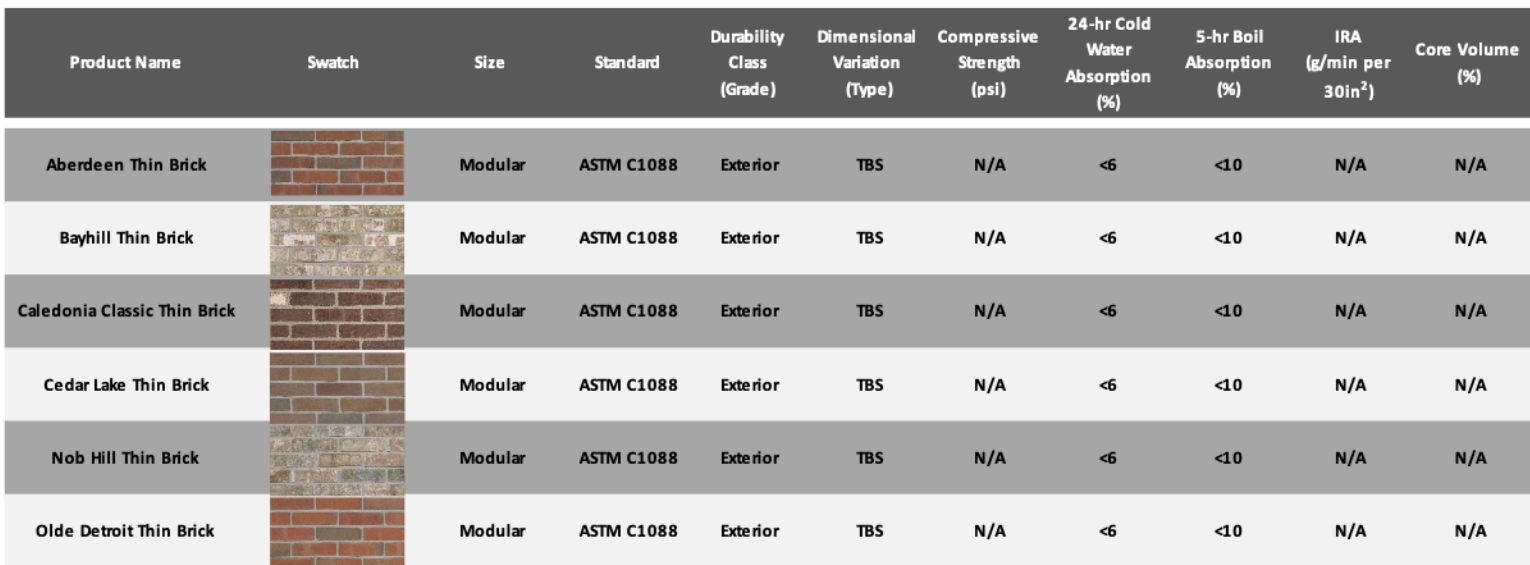 Product Name Swatch Size Standard Durability Class (Grade) Dimensional Variation (Type) Compressive Strength (psi) 24-hr Cold Water Absorption (%) 5-hr Boil Absorption (%) IRA (g/min per 30in²) Core Volume (%)
Aberdeen Thin Brick Modular ASTM C1088 Exterior TBS N/A <6 <10 N/A N/A
Bayhill Thin Brick Modular ASTM C1088 Exterior TBS N/A <6 <10 N/A N/A
Caledonia Classic Thin Brick Modular ASTM C1088 Exterior TBS N/A <6 <10 N/A N/A
Cedar Lake Thin Brick Modular ASTM C1088 Exterior TBS N/A <6 <10 N/A N/A
Nob Hill Thin Brick Modular ASTM C1088 Exterior TBS N/A <6 <10 N/A N/A
Olde Detroit Thin Brick Modular ASTM C1088 Exterior TBS N/A <6 <10 N/A N/A